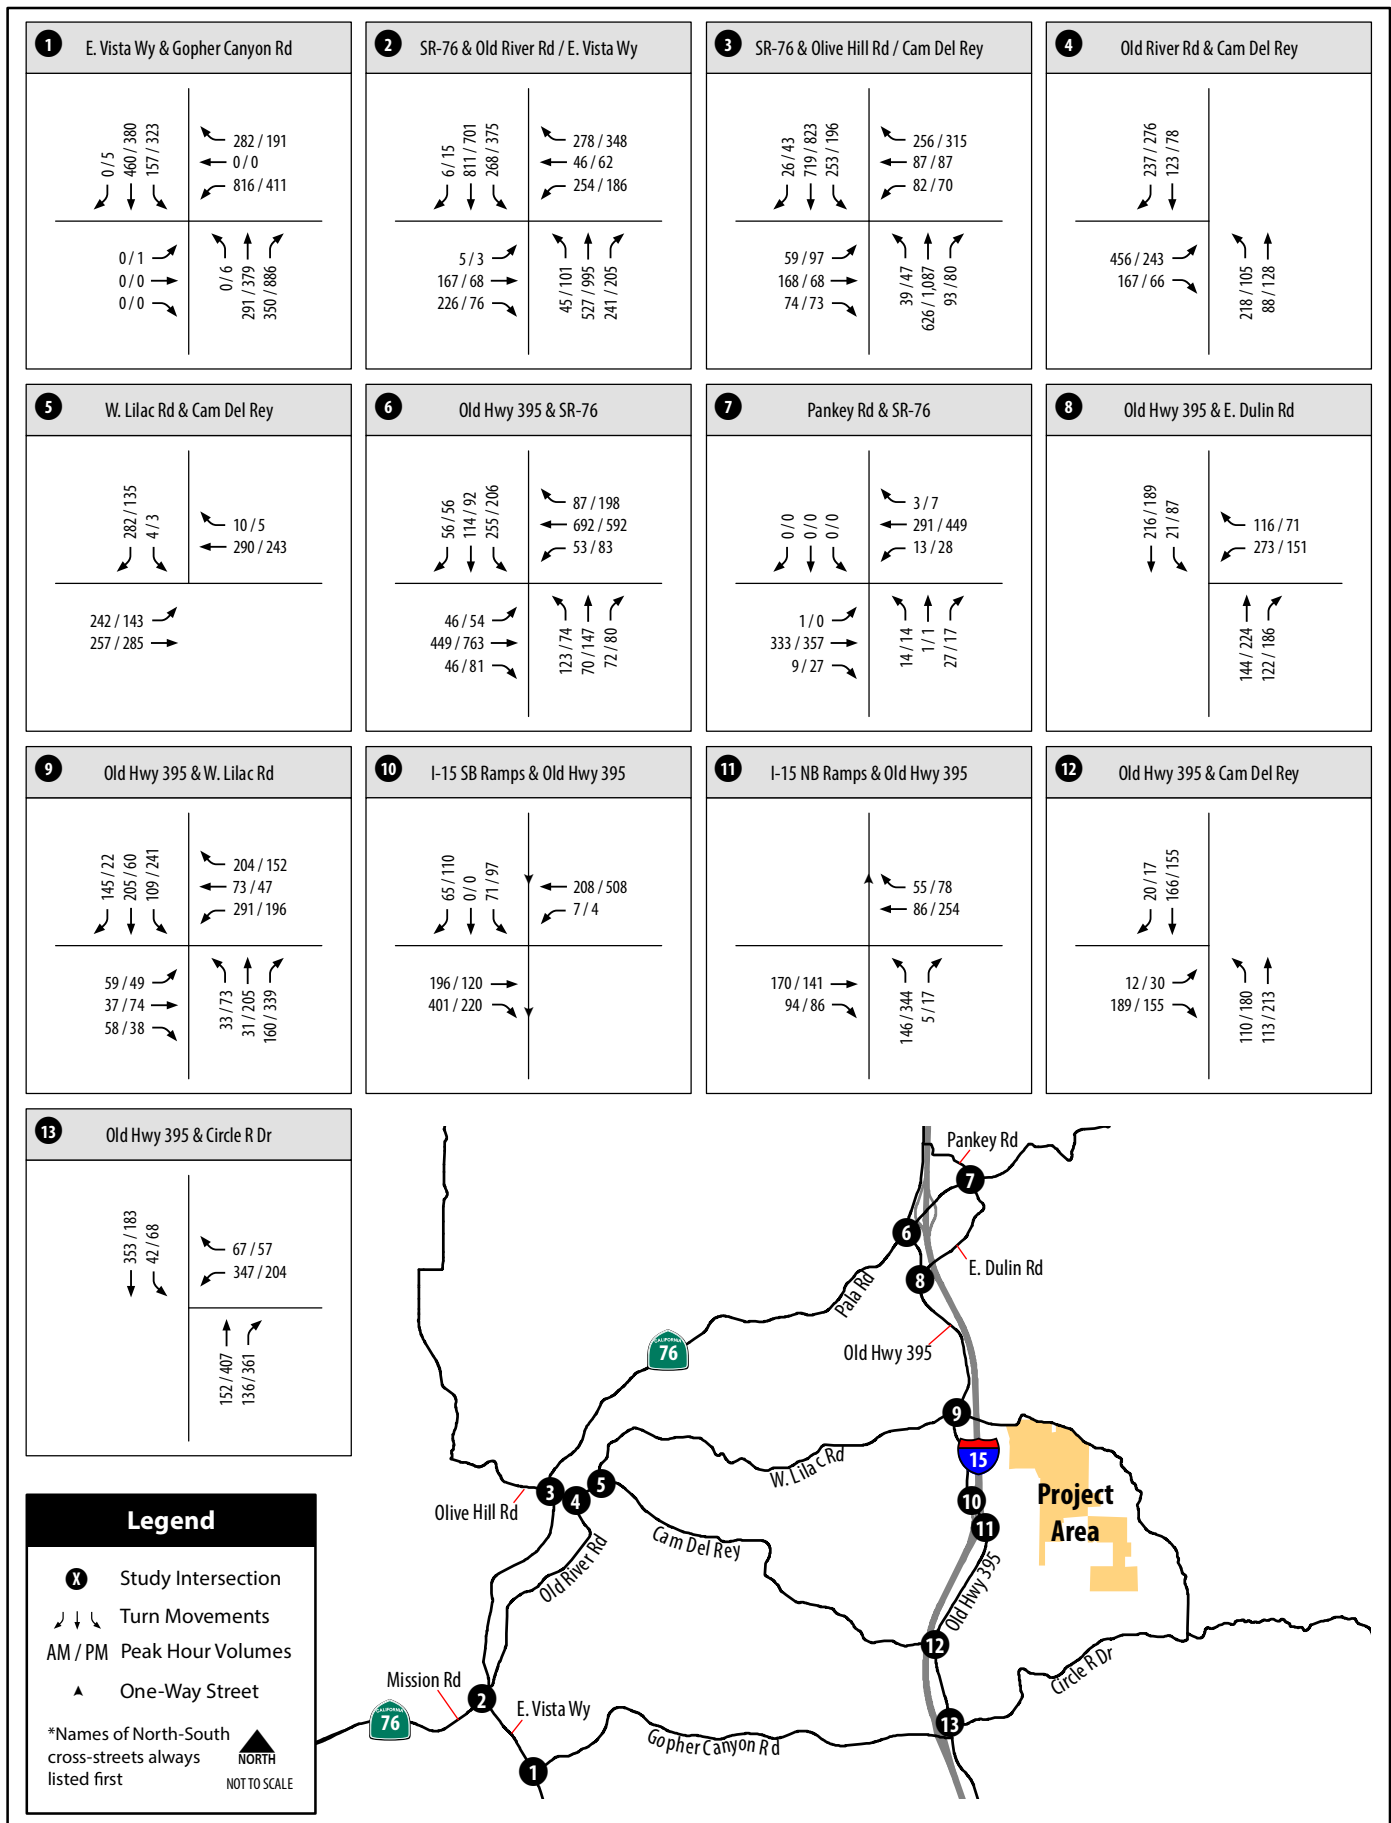 1 E. Vista Wy & Gopher Canyon Rd
0 / 5
460 / 380
157 / 323
282 / 191
0 / 0
816 / 411
0 / 1
0 / 0
0 / 0
0 / 6
291 / 379
350 / 886
2 SR-76 & Old River Rd / E. Vista Wy
6 / 15
811 / 701
268 / 375
278 / 348
46 / 62
254 / 186
5 / 3
167 / 68
226 / 76
45 / 101
527 / 995
241 / 205
3 SR-76 & Olive Hill Rd / Cam Del Rey
26 / 43
719 / 823
253 / 196
256 / 315
87 / 87
82 / 70
59 / 97
168 / 68
74 / 73
39 / 47
626 / 1,087
93 / 80
4 Old River Rd & Cam Del Rey
237 / 276
123 / 78
456 / 243
167 / 66
218 / 105
88 / 128
5 W. Lilac Rd & Cam Del Rey
282 / 135
4 / 3
10 / 5
290 / 243
242 / 143
257 / 285
6 Old Hwy 395 & SR-76
56 / 56
114 / 92
255 / 206
87 / 198
692 / 592
53 / 83
46 / 54
449 / 763
46 / 81
123 / 74
70 / 147
72 / 80
7 Pankey Rd & SR-76
0 / 0
0 / 0
0 / 0
3 / 7
291 / 449
13 / 28
1 / 0
333 / 357
9 / 27
14 / 14
1 / 1
27 / 17
8 Old Hwy 395 & E. Dulin Rd
216 / 189
21 / 87
116 / 71
273 / 151
144 / 224
122 / 186
9 Old Hwy 395 & W. Lilac Rd
145 / 22
205 / 60
109 / 241
204 / 152
73 / 47
291 / 196
59 / 49
37 / 74
58 / 38
33 / 73
31 / 205
160 / 339
10 I-15 SB Ramps & Old Hwy 395
65 / 110
0 / 0
71 / 97
208 / 508
7 / 4
196 / 120
401 / 220
11 I-15 NB Ramps & Old Hwy 395
55 / 78
86 / 254
170 / 141
94 / 86
146 / 344
5 / 17
12 Old Hwy 395 & Cam Del Rey
20 / 17
166 / 155
12 / 30
189 / 155
110 / 180
113 / 213
13 Old Hwy 395 & Circle R Dr
353 / 183
42 / 68
67 / 57
347 / 204
152 / 407
136 / 361
Pankey Rd
7
6
E. Dulin Rd
8
Pala Rd
Old Hwy 395
CALIFORNIA
76
9
W. Lilac Rd
15
Project
Area
5
3
4
10
11
Olive Hill Rd
Cam Del Rey
Old River Rd
Old Hwy 395
12
Circle R Dr
Mission Rd
2
E. Vista Wy
CALIFORNIA
76
13
Gopher Canyon Rd
1
Legend
X Study Intersection
Turn Movements
AM / PM Peak Hour Volumes
One-Way Street
*Names of North-South
cross-streets always
listed first
NORTH
NOT TO SCALE